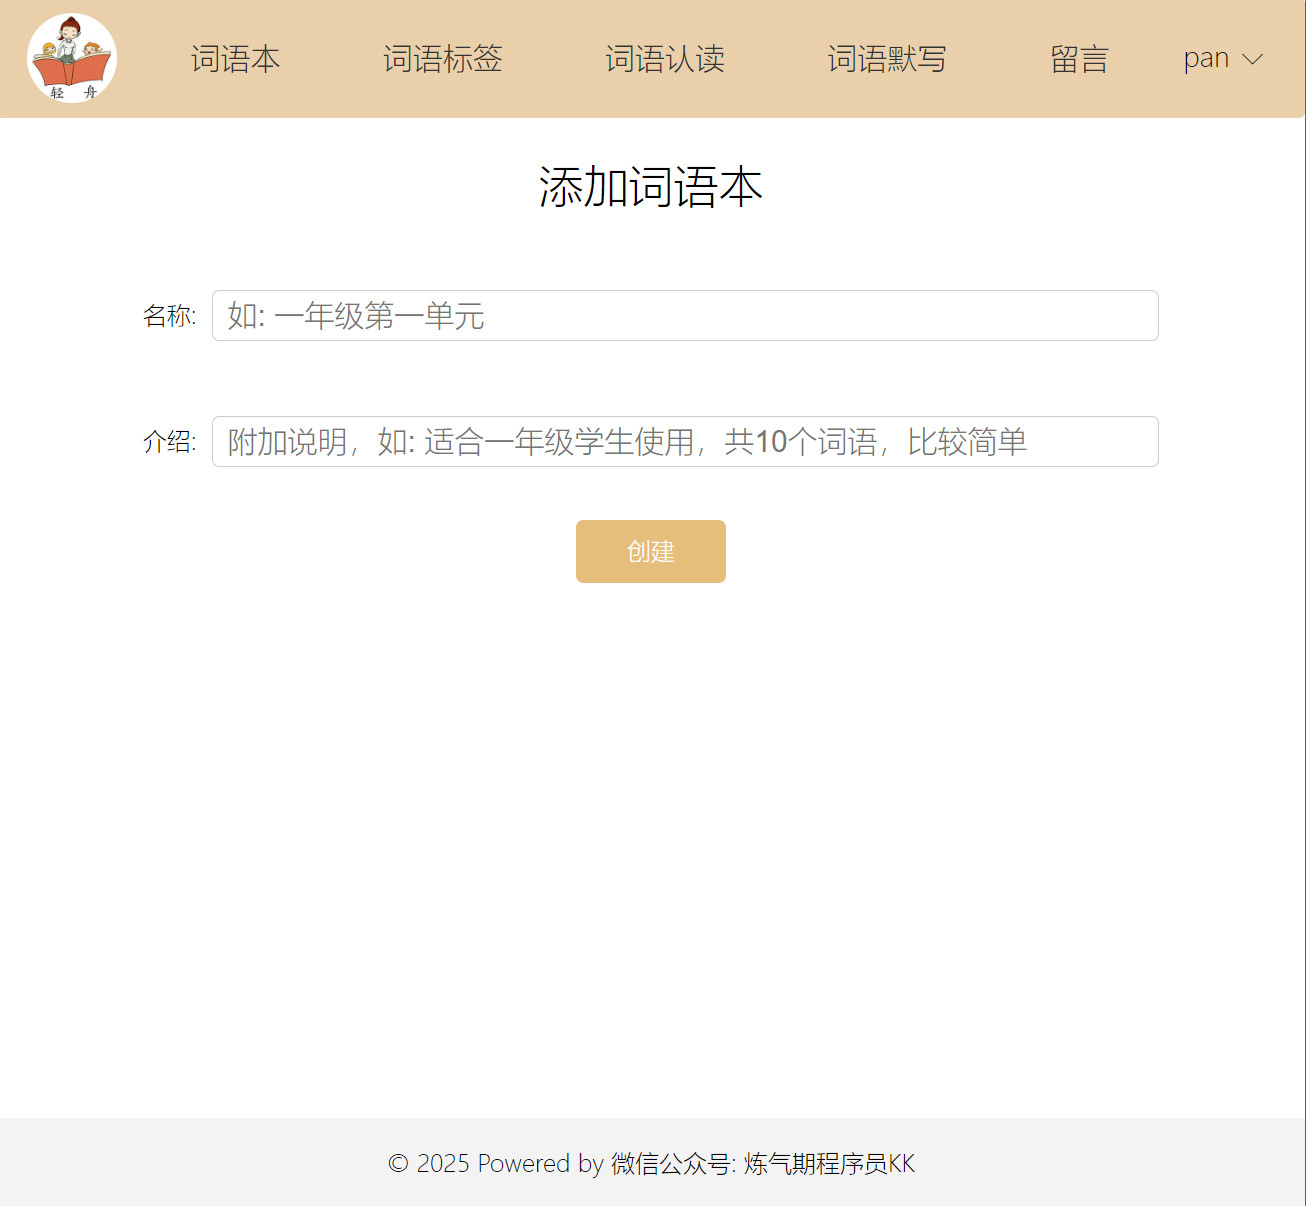 轻 舟
词语本 词语标签 词语认读 词语默写 留言 pan
添加词语本
名称: 如: 一年级第一单元
介绍: 附加说明，如: 适合一年级学生使用，共10个词语，比较简单
创建
© 2025 Powered by 微信公众号: 炼气期程序员KK